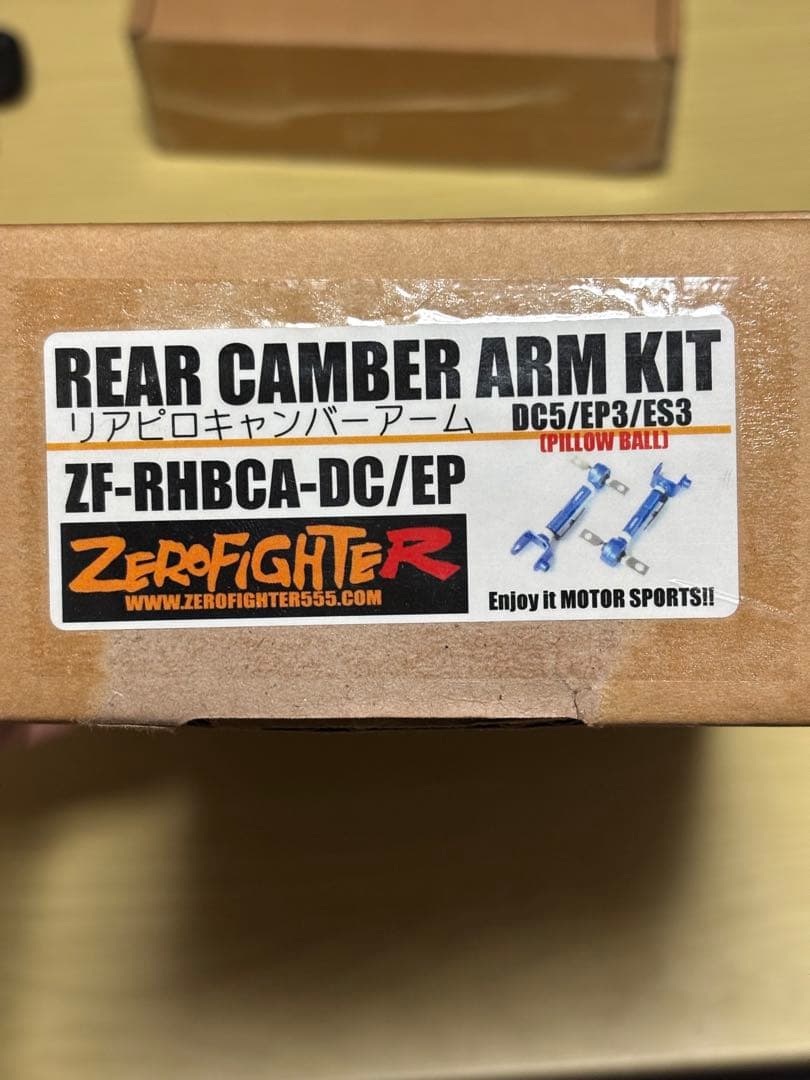 REAR CAMBER ARM KIT
リアピロキャンバーアーム DC5/EP3/ES3
(PILLOW BALL)
ZF-RHBCA-DC/EP
ZEROFIGHTER
WWW.ZEROFIGHTER555.COM
Enjoy it MOTOR SPORTS!!